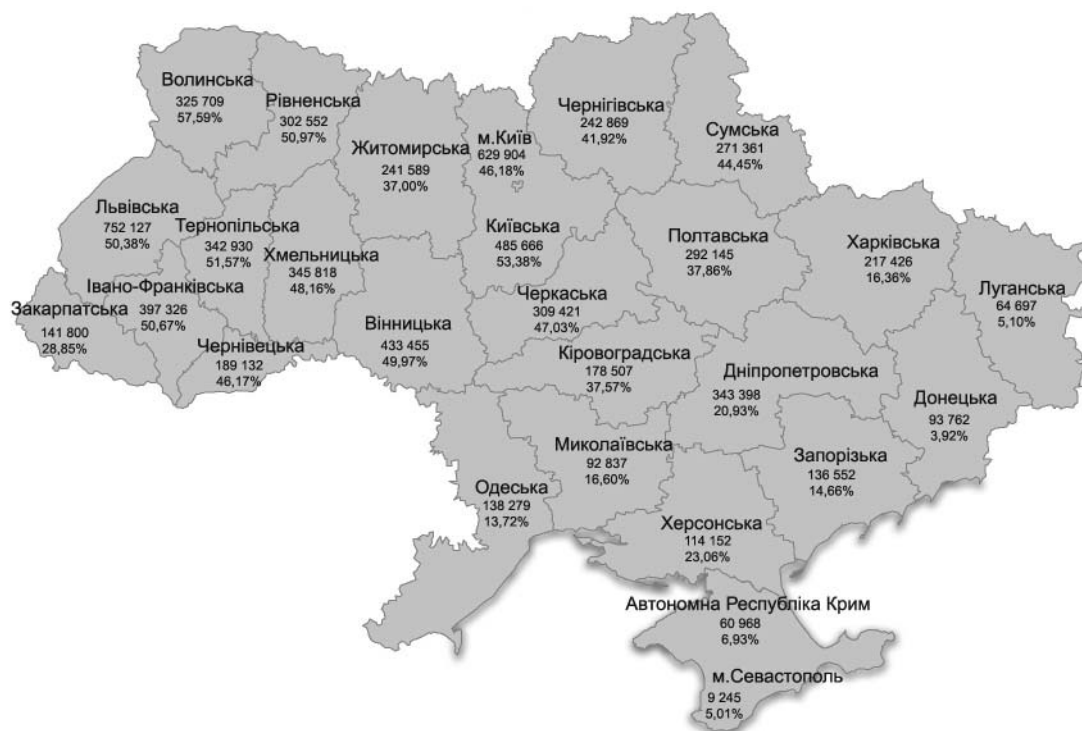 Волинська
325 709
57,59%
Рівненська
302 552
50,97%
Житомирська
241 589
37,00%
м.Київ
629 904
46,18%
Чернігівська
242 869
41,92%
Сумська
271 361
44,45%
Львівська
752 127
50,38%
Тернопільська
342 930
51,57%
Хмельницька
345 818
48,16%
Київська
485 666
53,38%
Полтавська
292 145
37,86%
Харківська
217 426
16,36%
Луганська
64 697
5,10%
Закарпатська
141 800
28,85%
Івано-Франківська
397 326
50,67%
Чернівецька
189 132
46,17%
Вінницька
433 455
49,97%
Черкаська
309 421
47,03%
Кіровоградська
178 507
37,57%
Дніпропетровська
343 398
20,93%
Донецька
93 762
3,92%
Одеська
138 279
13,72%
Миколаївська
92 837
16,60%
Запорізька
136 552
14,66%
Херсонська
114 152
23,06%
Автономна Республіка Крим
60 968
6,93%
м.Севастополь
9 245
5,01%